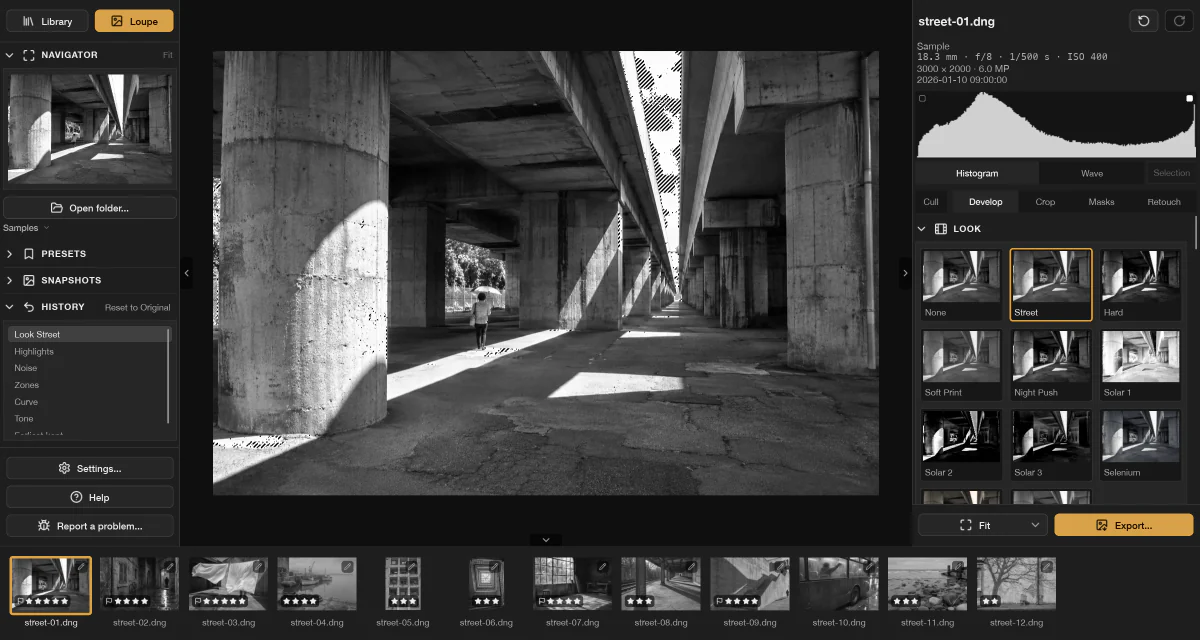 Library
Loupe
NAVIGATOR
Fit
Open folder...
Samples
PRESETS
SNAPSHOTS
HISTORY
Reset to Original
Look Street
Highlights
Noise
Zones
Curve
Tone
Settings...
Help
Report a problem...
street-01.dng
Sample
18.3 mm · f/8 · 1/500 s · ISO 400
3000 × 2000 · 6.0 MP
2026-01-10 09:00:00
Histogram
Wave
Selection
Cull
Develop
Crop
Masks
Retouch
LOOK
None
Street
Hard
Soft Print
Night Push
Solar 1
Solar 2
Solar 3
Selenium
Fit
Export...
street-01.dng
street-02.dng
street-03.dng
street-04.dng
street-05.dng
street-06.dng
street-07.dng
street-08.dng
street-09.dng
street-10.dng
street-11.dng
street-12.dng